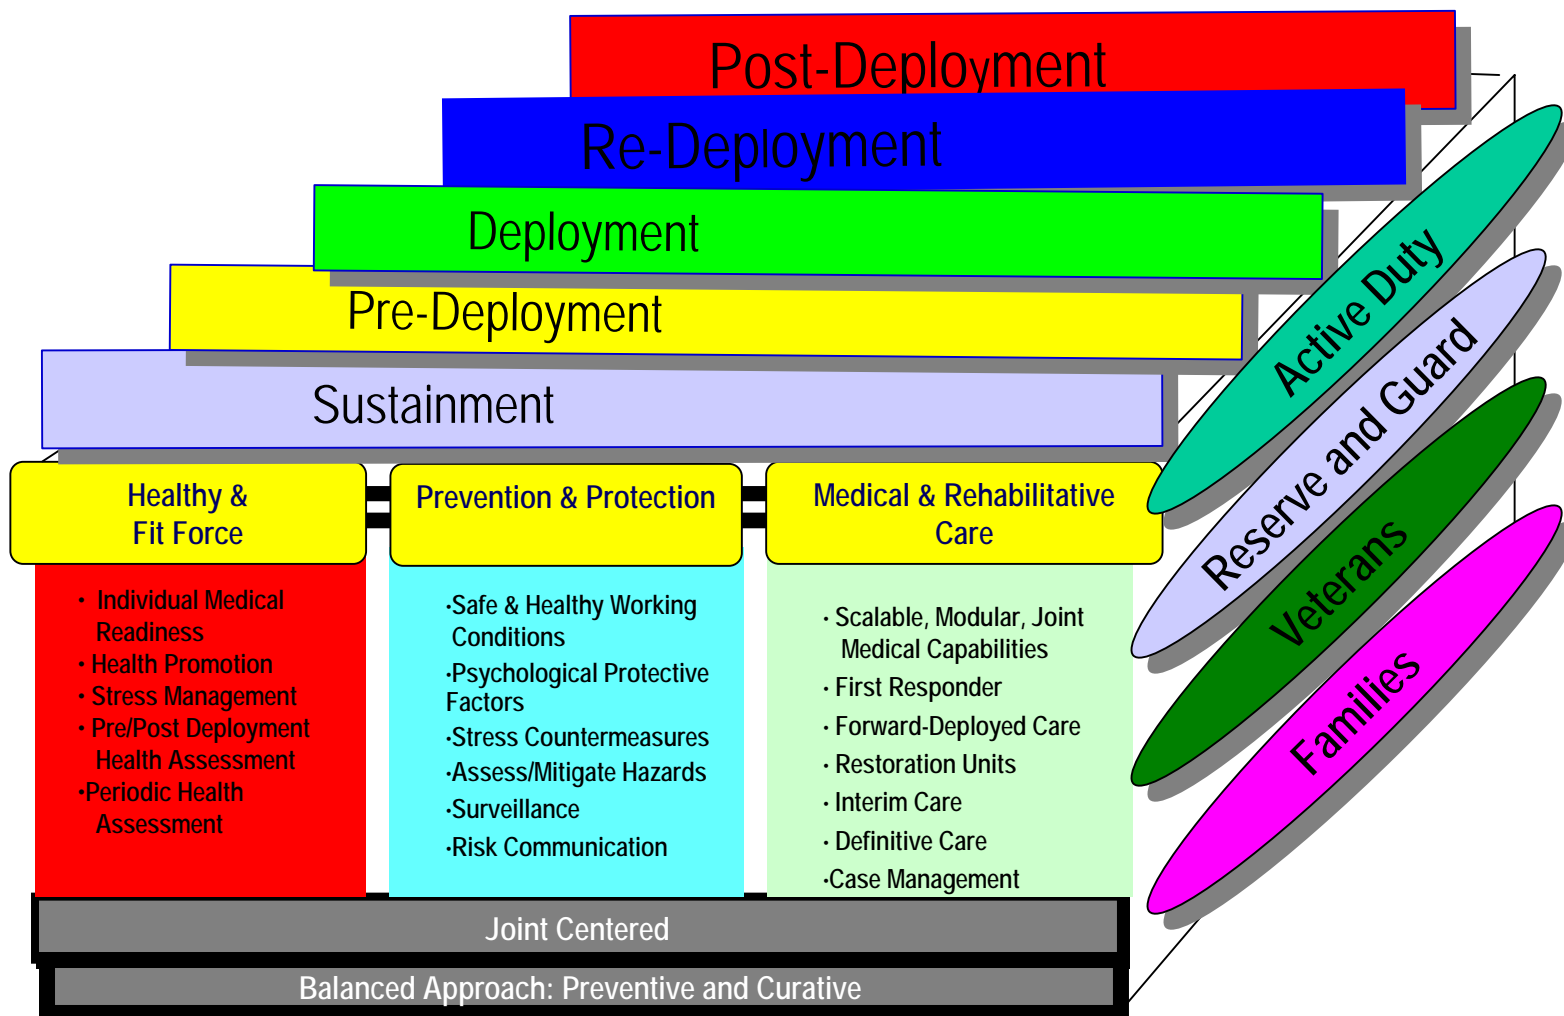 Post-Deployment
Re-Deployment
Deployment
Pre-Deployment
Sustainment
Healthy &
Fit Force
• Individual Medical
Readiness
• Health Promotion
• Stress Management
• Pre/Post Deployment
Health Assessment
•Periodic Health
Assessment
Prevention & Protection
•Safe & Healthy Working
Conditions
•Psychological Protective
Factors
•Stress Countermeasures
•Assess/Mitigate Hazards
•Surveillance
•Risk Communication
Medical & Rehabilitative
Care
• Scalable, Modular, Joint
Medical Capabilities
• First Responder
• Forward-Deployed Care
• Restoration Units
• Interim Care
• Definitive Care
•Case Management
Active Duty
Reserve and Guard
Veterans
Families
Joint Centered
Balanced Approach: Preventive and Curative